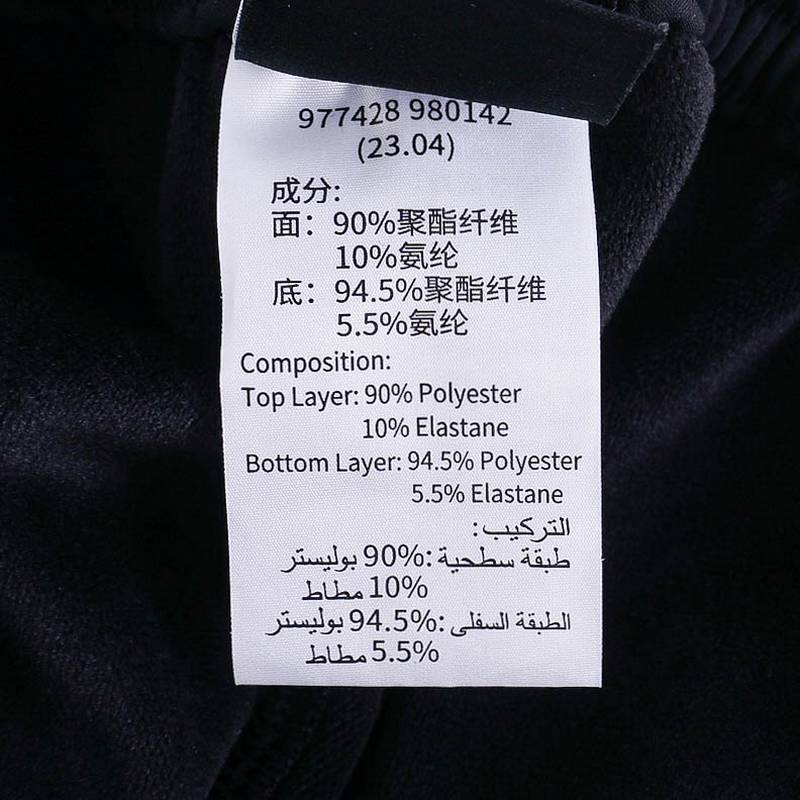 977428 980142
(23.04)
成分:
面：90%聚酯纤维
10%氨纶
底：94.5%聚酯纤维
5.5%氨纶
Composition:
Top Layer: 90% Polyester
10% Elastane
Bottom Layer: 94.5% Polyester
5.5% Elastane
التركيب:
طبقة سطحية: 90% بوليستر
10% مطاط
الطبقة السفلى: 94.5% بوليستر
5.5% مطاط